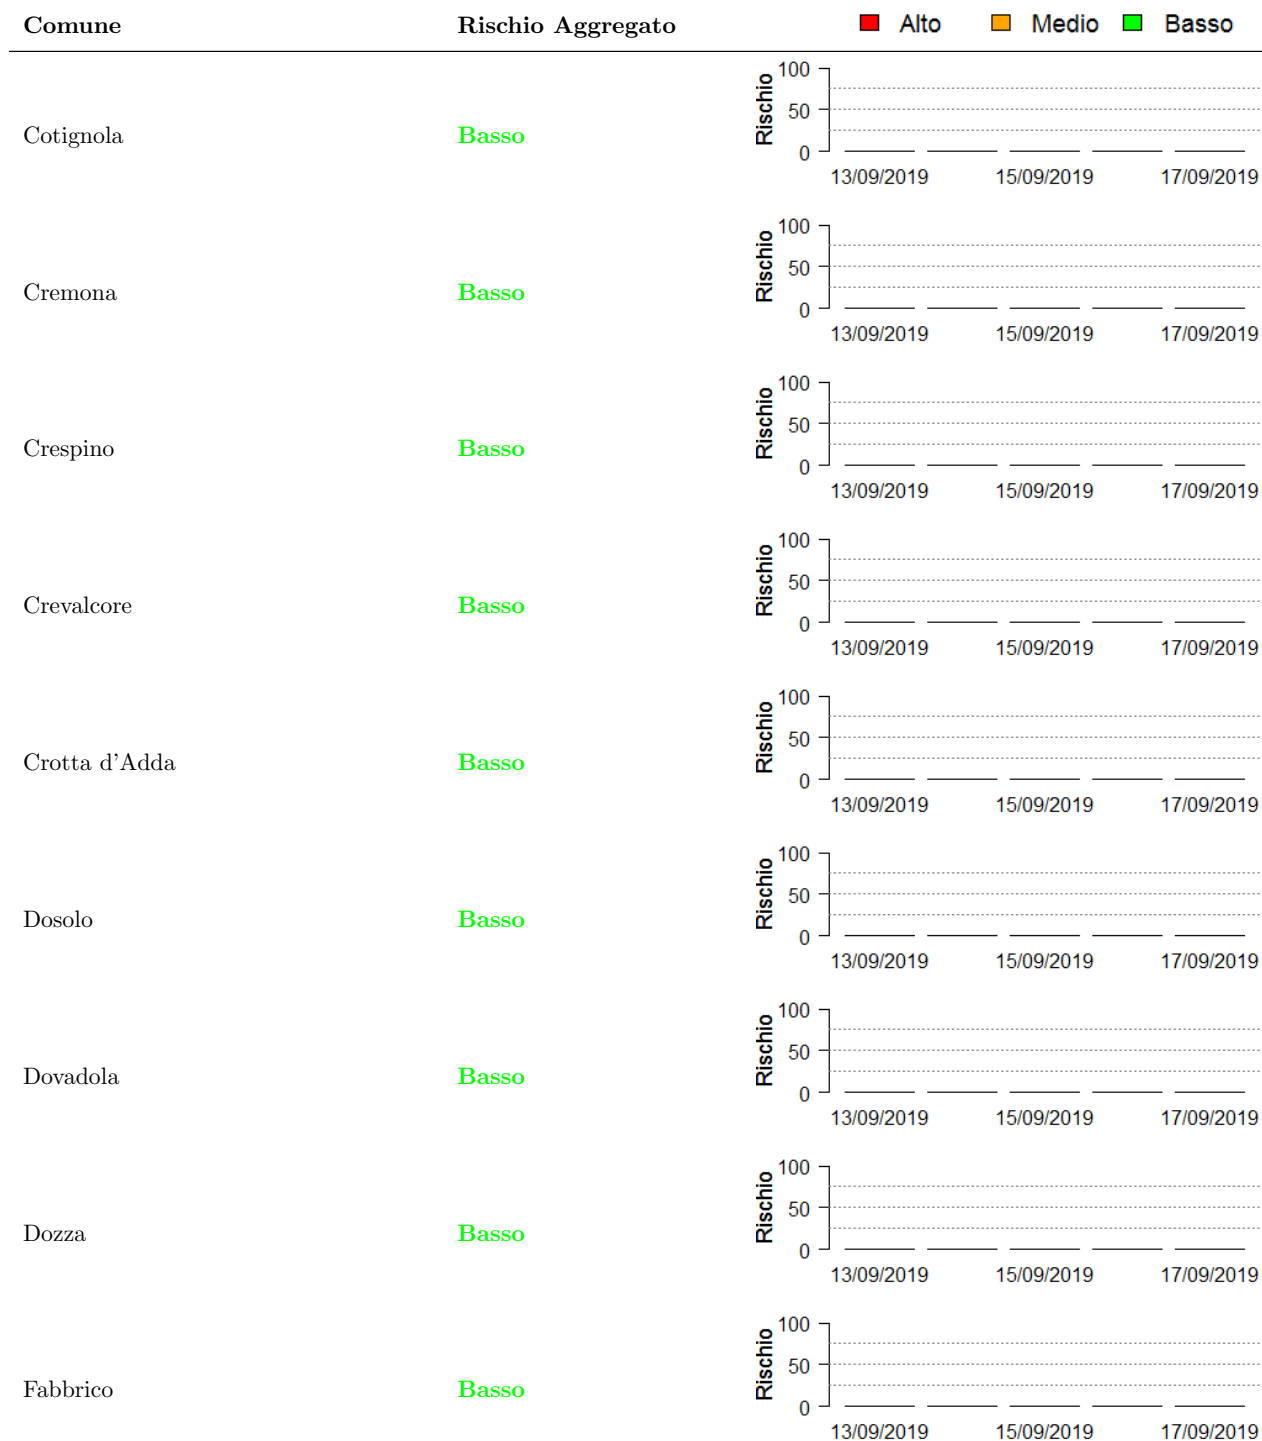 Comune Rischio Aggregato Alto Medio Basso
100
50
0
Rischio
Cotignola Basso
13/09/2019 15/09/2019 17/09/2019
100
50
0
Rischio
Cremona Basso
13/09/2019 15/09/2019 17/09/2019
100
50
0
Rischio
Crespino Basso
13/09/2019 15/09/2019 17/09/2019
100
50
0
Rischio
Crevalcore Basso
13/09/2019 15/09/2019 17/09/2019
100
50
0
Rischio
Crotta d'Adda Basso
13/09/2019 15/09/2019 17/09/2019
100
50
0
Rischio
Dosolo Basso
13/09/2019 15/09/2019 17/09/2019
100
50
0
Rischio
Dovadola Basso
13/09/2019 15/09/2019 17/09/2019
100
50
0
Rischio
Dozza Basso
13/09/2019 15/09/2019 17/09/2019
100
50
0
Rischio
Fabbrico Basso
13/09/2019 15/09/2019 17/09/2019